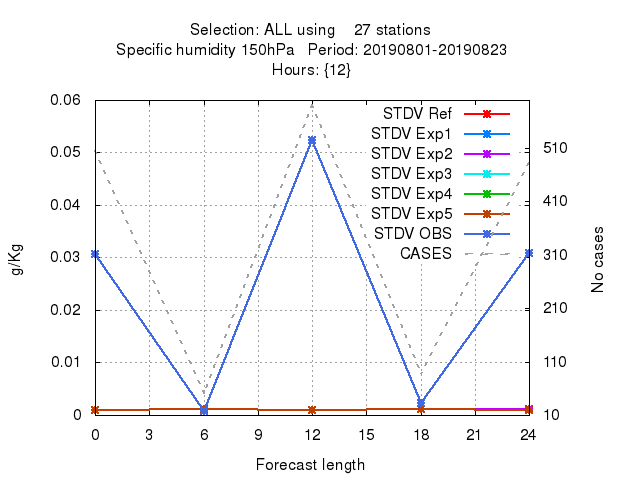 Selection: ALL using    27 stations
Specific humidity 150hPa   Period: 20190801-20190823
Hours: {12}
STDV Ref
STDV Exp1
STDV Exp2
STDV Exp3
STDV Exp4
STDV Exp5
STDV OBS
CASES
0.06
0.05
0.04
0.03
0.02
0.01
0
g/Kg
510
410
310
210
110
10
No cases
0 3 6 9 12 15 18 21 24
Forecast length